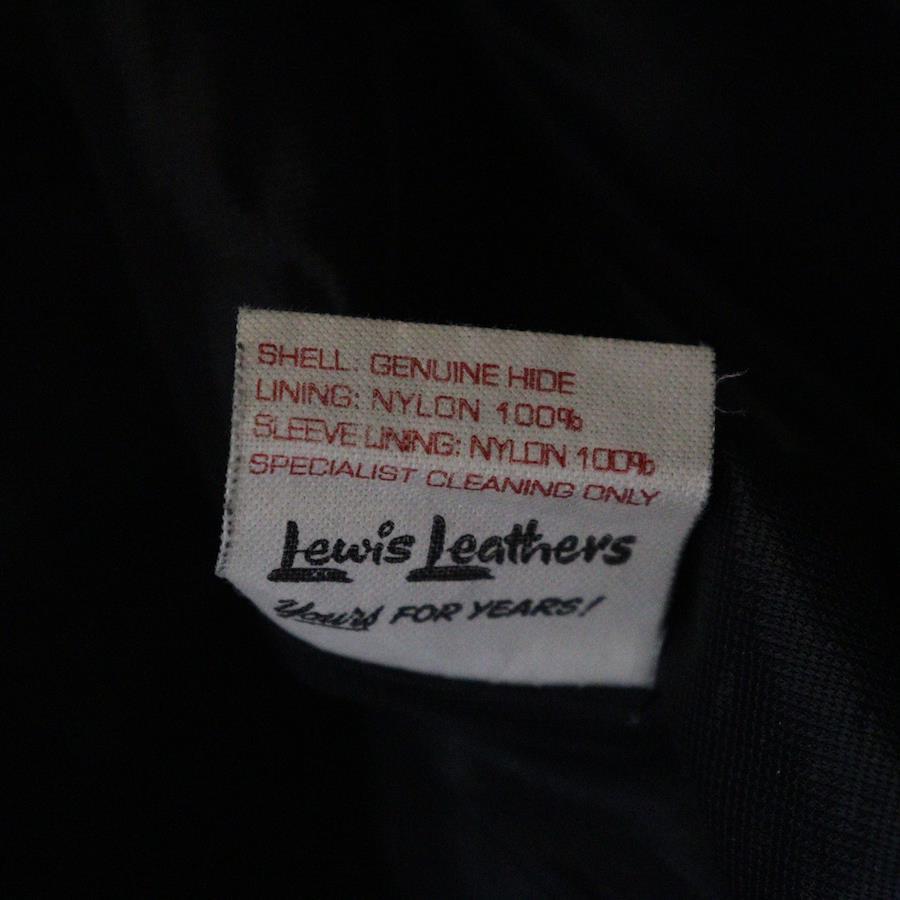 SHELL: GENUINE HIDE
LINING: NYLON 100%
SLEEVE LINING: NYLON 100%
SPECIALIST CLEANING ONLY
Lewis Leathers
Yours FOR YEARS!